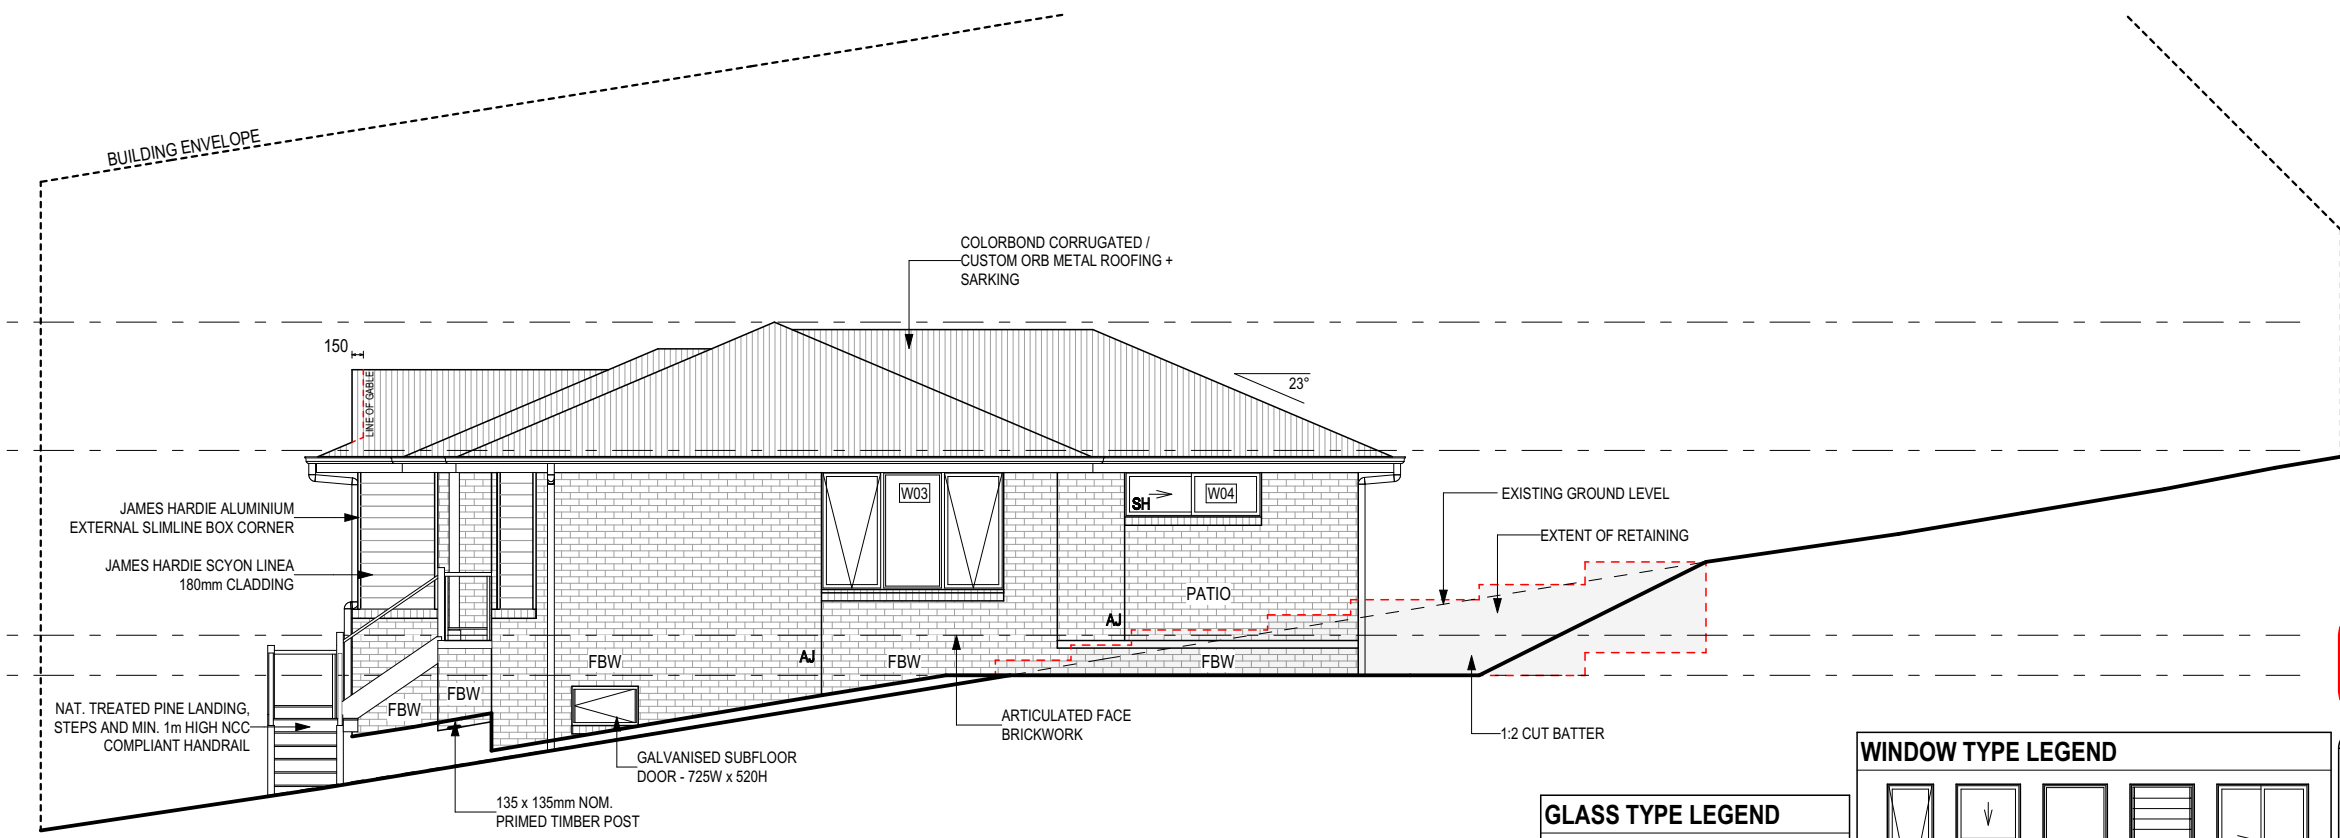 BUILDING ENVELOPE
COLORBOND CORRUGATED /
CUSTOM ORB METAL ROOFING +
SARKING
150
LINE OF GABLE
23°
JAMES HARDIE ALUMINIUM
EXTERNAL SLIMLINE BOX CORNER
W03
SH
W04
EXISTING GROUND LEVEL
EXTENT OF RETAINING
JAMES HARDIE SCYON LINEA
180mm CLADDING
PATIO
AJ
AJ
FBW
FBW
FBW
FBW
FBW
NAT. TREATED PINE LANDING,
STEPS AND MIN. 1m HIGH NCC
COMPLIANT HANDRAIL
ARTICULATED FACE
BRICKWORK
1:2 CUT BATTER
GALVANISED SUBFLOOR
DOOR - 725W x 520H
135 x 135mm NOM.
PRIMED TIMBER POST
WINDOW TYPE LEGEND
GLASS TYPE LEGEND